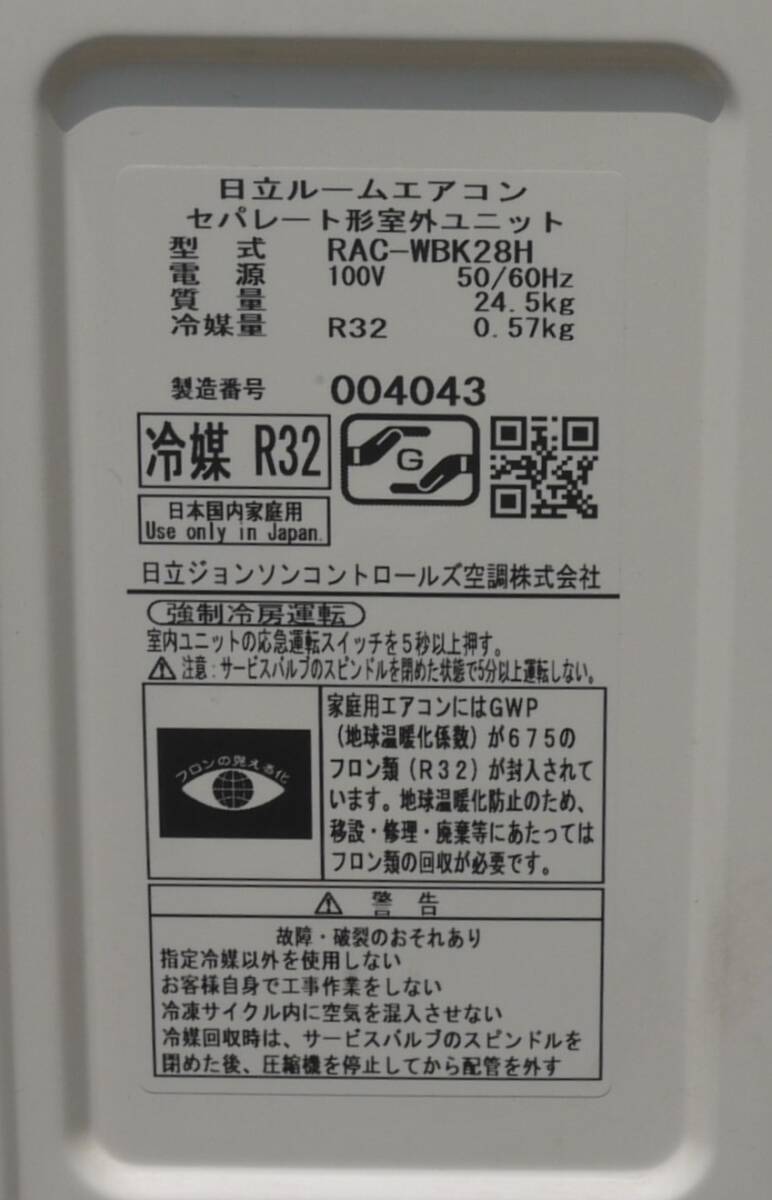 日立ルームエアコン
セパレート形室外ユニット
型 式 RAC-WBK28H
電 源 100V 50/60Hz
質 量 24.5kg
冷媒量 R32 0.57kg
製造番号 004043
冷媒 R32
G
日本国内家庭用
Use only in Japan.
日立ジョンソンコントロールズ空調株式会社
強制冷房運転
室内ユニットの応急運転スイッチを5秒以上押す。
⚠注意:サービスバルブのスピンドルを閉めた状態で5分以上運転しない。
フロンの見える化
家庭用エアコンにはGWP
(地球温暖化係数)が675の
フロン類(R32)が封入されて
います。地球温暖化防止のため、
移設・修理・廃棄等にあたっては
フロン類の回収が必要です。
⚠ 警 告
故障・破裂のおそれあり
指定冷媒以外を使用しない
お客様自身で工事作業をしない
冷凍サイクル内に空気を混入させない
冷媒回収時は、サービスバルブのスピンドルを
閉めた後、圧縮機を停止してから配管を外す